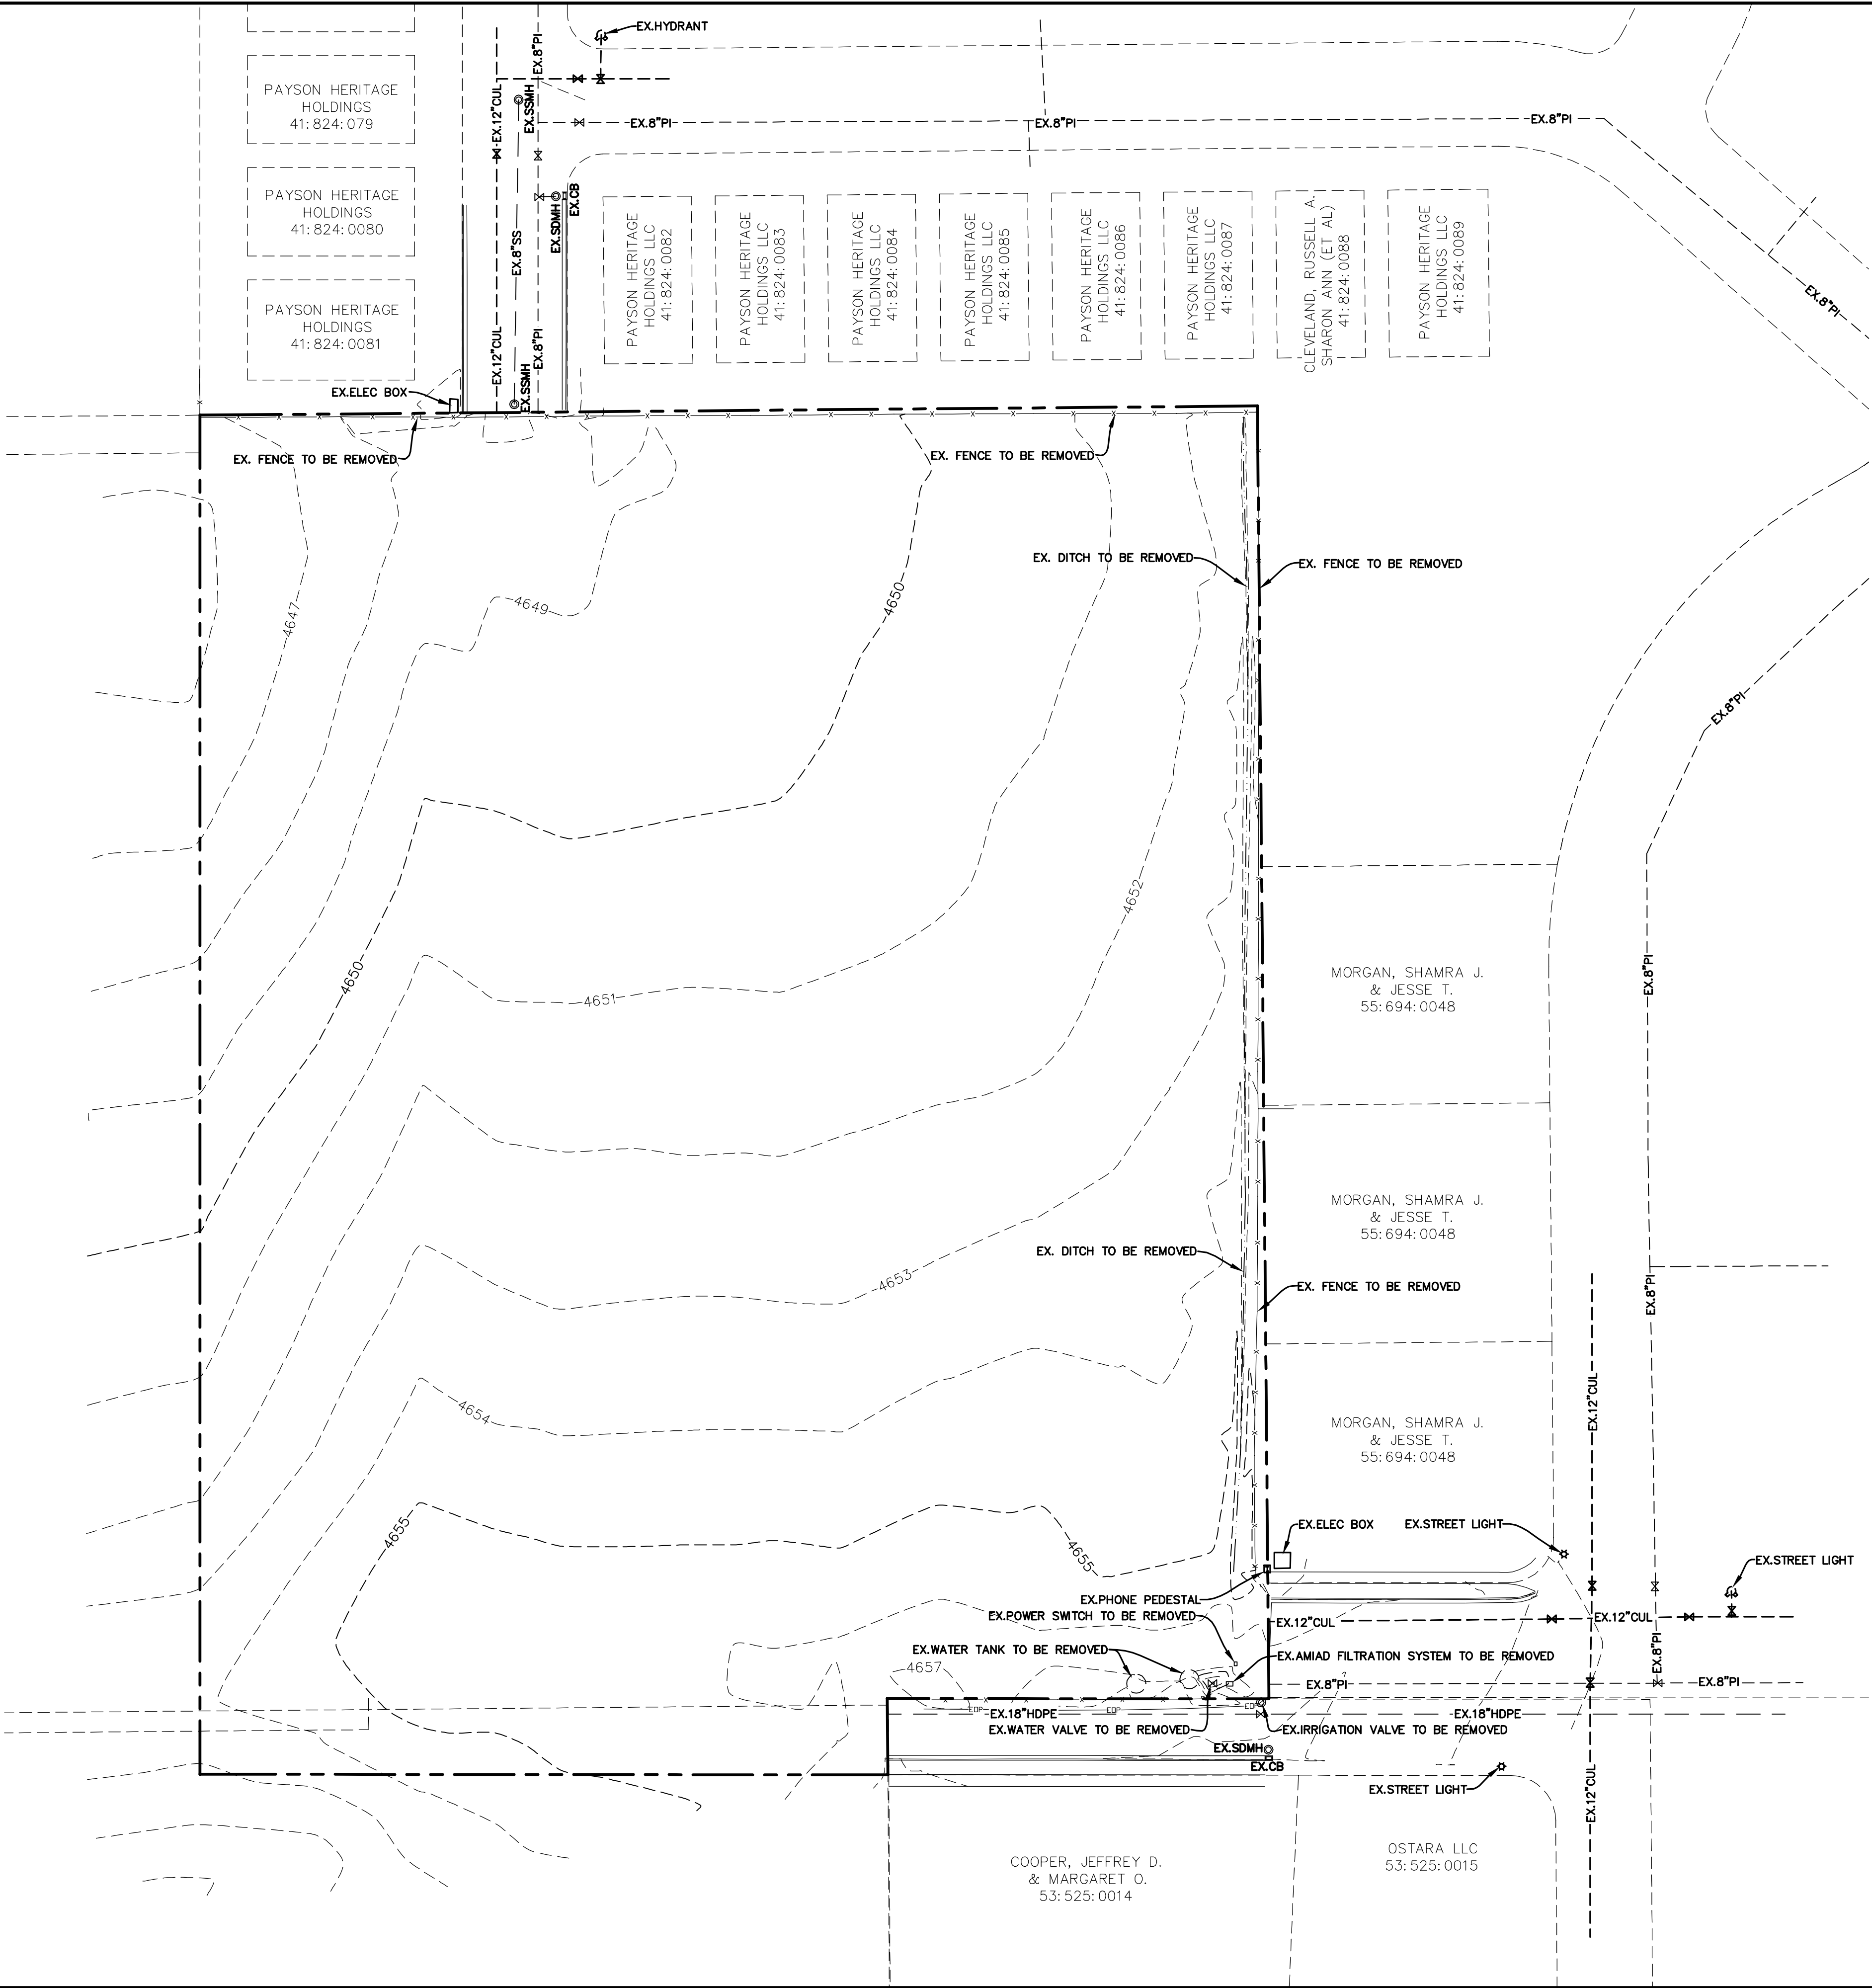 EX.HYDRANT
EX.8"PI
EX.12"CUL
EX.SSMH
EX.8"PI
EX.8"PI
EX.8"PI
EX.8"PI
PAYSON HERITAGE
HOLDINGS
41:824:079
PAYSON HERITAGE
HOLDINGS
41:824:0080
PAYSON HERITAGE
HOLDINGS
41:824:0081
EX.SDMH
EX.CB
EX.8"SS
EX.12"CUL
EX.8"PI
EX.SSMH
EX.ELEC BOX
PAYSON HERITAGE
HOLDINGS LLC
41:824:0082
PAYSON HERITAGE
HOLDINGS LLC
41:824:0083
PAYSON HERITAGE
HOLDINGS LLC
41:824:0084
PAYSON HERITAGE
HOLDINGS LLC
41:824:0085
PAYSON HERITAGE
HOLDINGS LLC
41:824:0086
PAYSON HERITAGE
HOLDINGS LLC
41:824:0087
CLEVELAND, RUSSELL A.
SHARON ANN (ET AL)
41:824:0088
PAYSON HERITAGE
HOLDINGS LLC
41:824:0089
EX. FENCE TO BE REMOVED
EX. FENCE TO BE REMOVED
EX. DITCH TO BE REMOVED
EX. FENCE TO BE REMOVED
4647
4649
4650
EX.8"PI
4652
4650
4651
MORGAN, SHAMRA J.
& JESSE T.
55:694:0048
EX.8"PI
MORGAN, SHAMRA J.
& JESSE T.
55:694:0048
EX. DITCH TO BE REMOVED
4653
EX. FENCE TO BE REMOVED
EX.8"PI
4654
MORGAN, SHAMRA J.
& JESSE T.
55:694:0048
EX.12"CUL
4655
4655
EX.ELEC BOX
EX.STREET LIGHT
EX.STREET LIGHT
EX.PHONE PEDESTAL
EX.POWER SWITCH TO BE REMOVED
EX.12"CUL
EX.12"CUL
EX.WATER TANK TO BE REMOVED
EX.AMIAD FILTRATION SYSTEM TO BE REMOVED
4657
EX.8"PI
EX.8"PI
EX.8"PI
EOP
EOP
EOP
EX.18"HDPE
EX.18"HDPE
EX.WATER VALVE TO BE REMOVED
EX.IRRIGATION VALVE TO BE REMOVED
EX.SDMH
EX.CB
EX.STREET LIGHT
EX.12"CUL
COOPER, JEFFREY D.
& MARGARET O.
53:525:0014
OSTARA LLC
53:525:0015